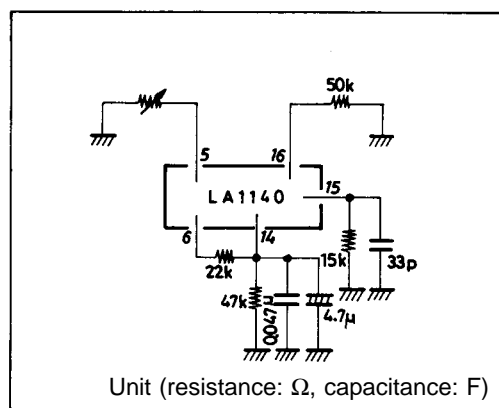 50k
5
16
LA1140
15
6
14
22k
15k
33p
47k
0.047μ
4.7μ
Unit (resistance: Ω, capacitance: F)